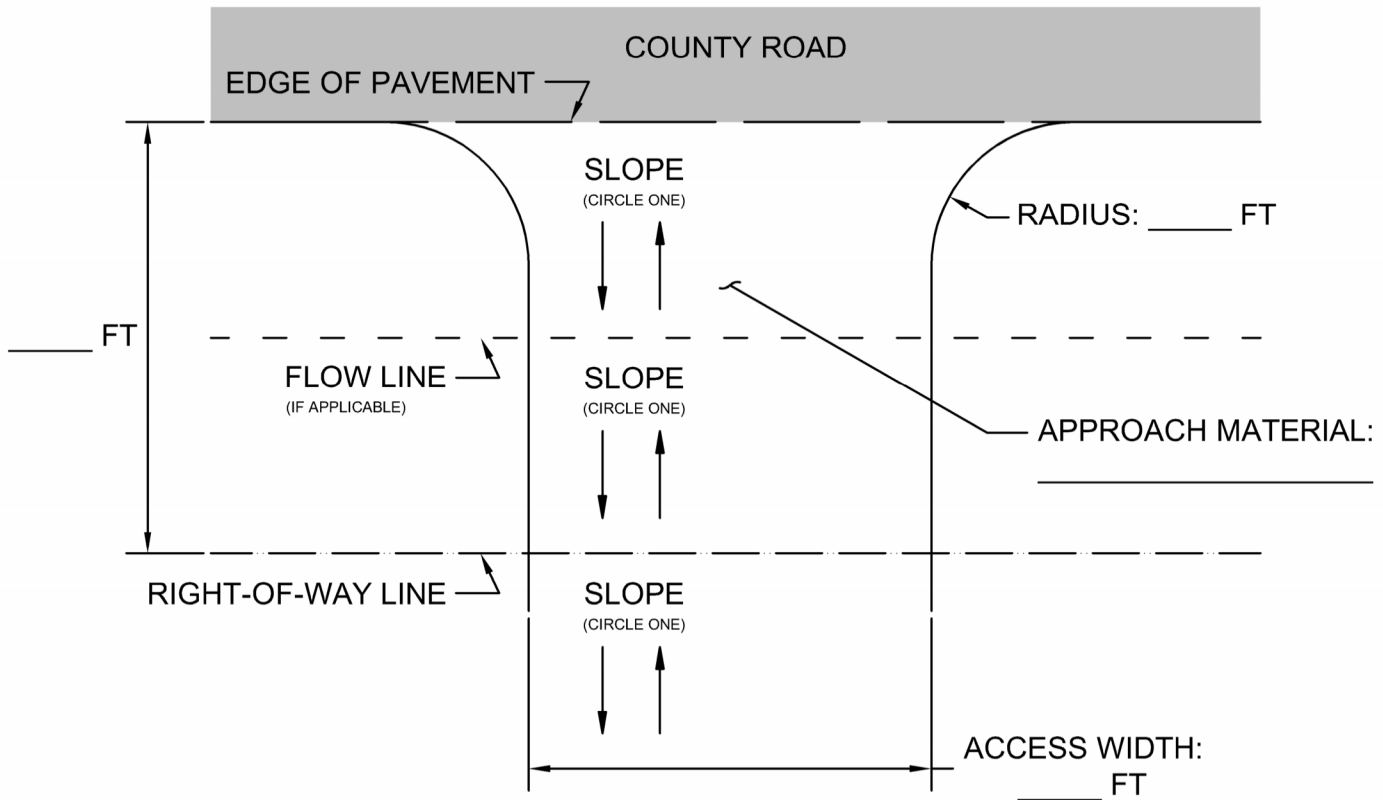 COUNTY ROAD
EDGE OF PAVEMENT
SLOPE
(CIRCLE ONE)
RADIUS: _____ FT
_____ FT
FLOW LINE
(IF APPLICABLE)
SLOPE
(CIRCLE ONE)
APPROACH MATERIAL:
RIGHT-OF-WAY LINE
SLOPE
(CIRCLE ONE)
ACCESS WIDTH:
_____ FT